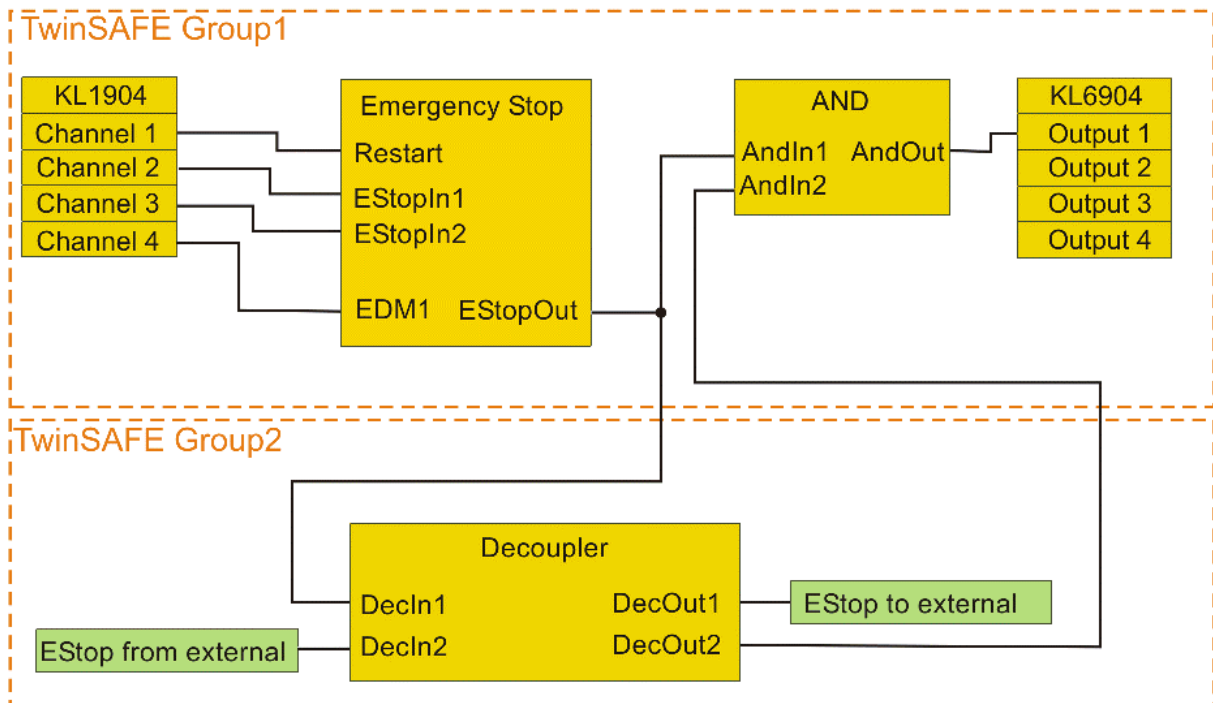 TwinSAFE Group1
KL1904
Channel 1
Channel 2
Channel 3
Channel 4
Emergency Stop
Restart
EStopIn1
EStopIn2
EDM1 EStopOut
AND
AndIn1 AndOut
AndIn2
KL6904
Output 1
Output 2
Output 3
Output 4
TwinSAFE Group2
Decoupler
DecIn1 DecOut1
DecIn2 DecOut2
EStop to external
EStop from external